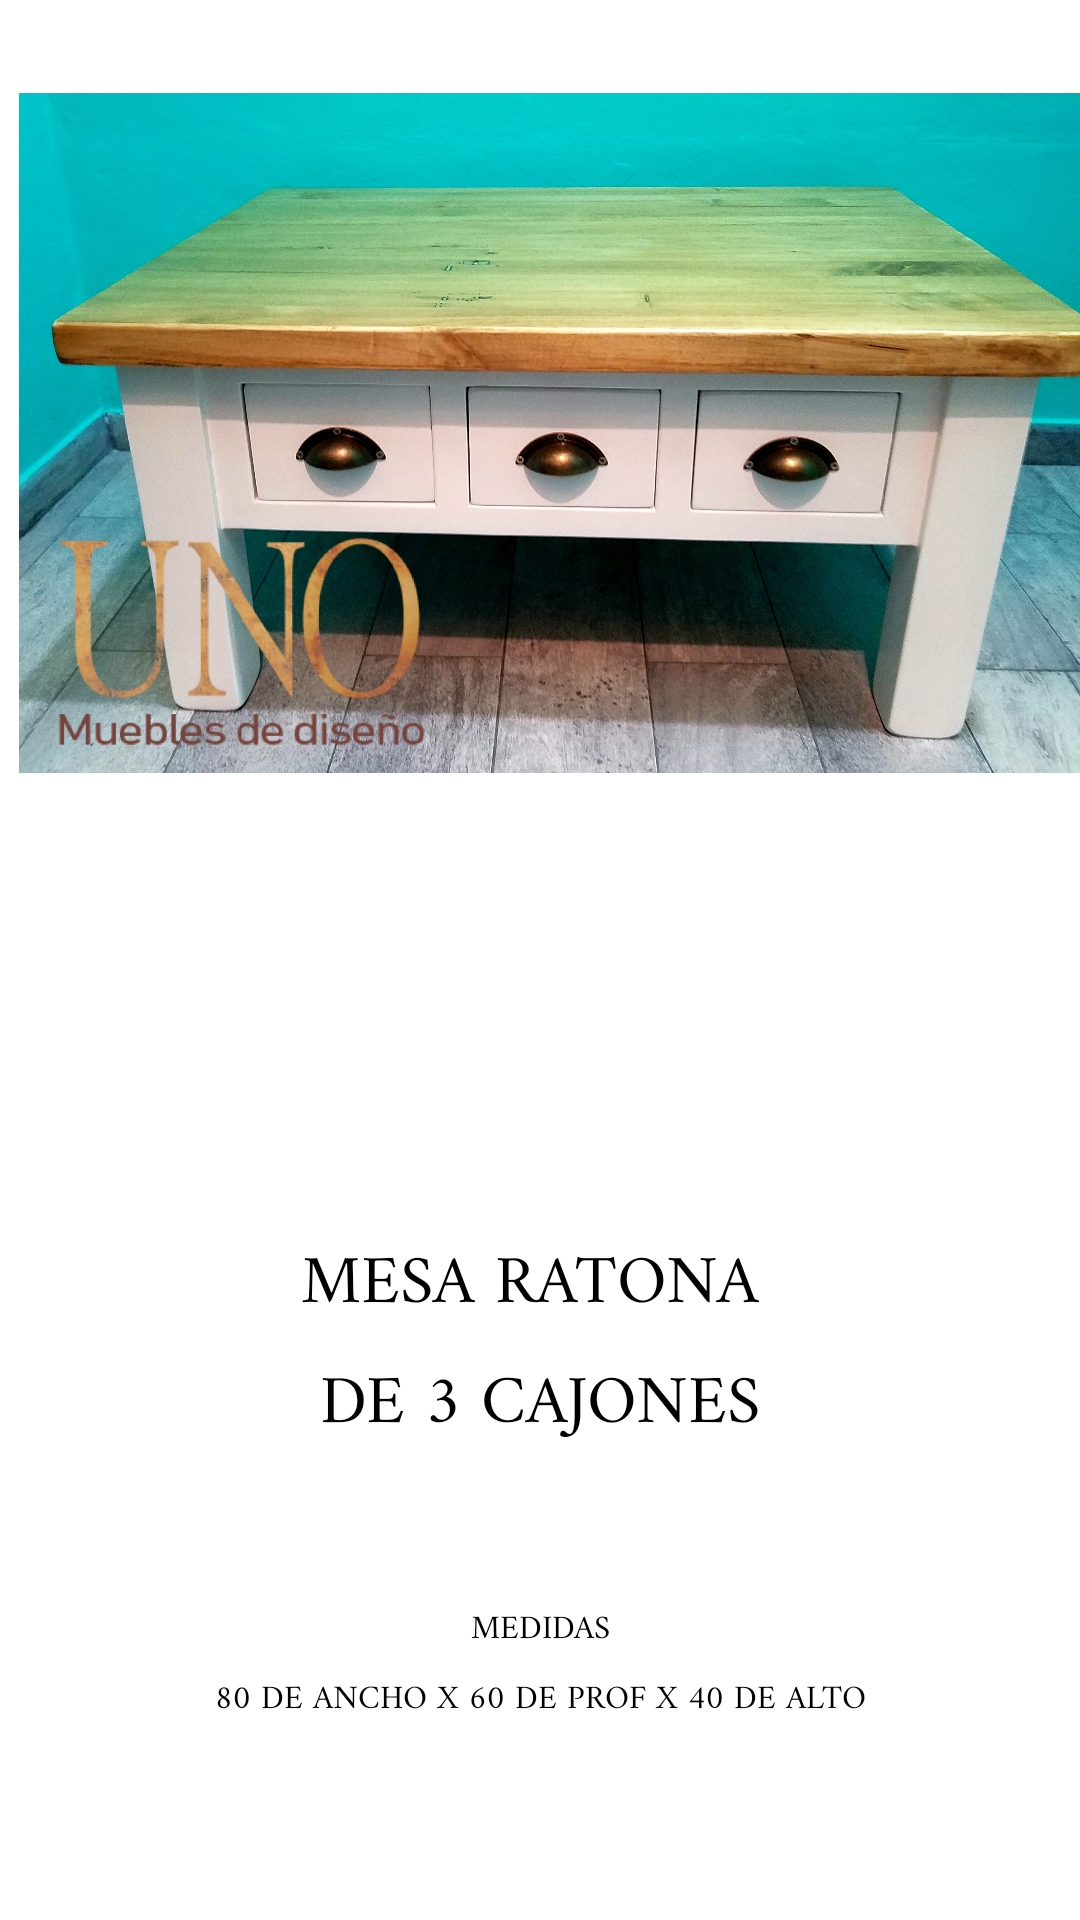 UNO
Muebles de diseño
MESA RATONA
DE 3 CAJONES
MEDIDAS
80 DE ANCHO X 60 DE PROF X 40 DE ALTO